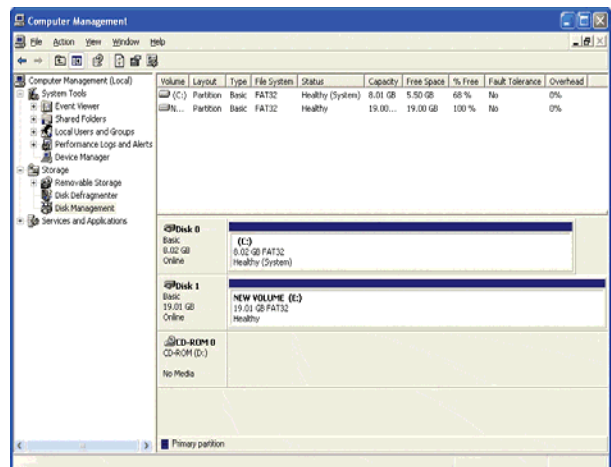 Computer Management
File Action View Window Help
Computer Management (Local)
System Tools
Event Viewer
Shared Folders
Local Users and Groups
Performance Logs and Alerts
Device Manager
Storage
Removable Storage
Disk Defragmenter
Disk Management
Services and Applications
Volume Layout Type File System Status Capacity Free Space % Free Fault Tolerance Overhead
(C:) Partition Basic FAT32 Healthy (System) 8.01 GB 5.50 GB 68 % No 0%
N... Partition Basic FAT32 Healthy 19.00... 19.00 GB 100 % No 0%
Disk 0
Basic
8.02 GB
Online
(C:)
8.02 GB FAT32
Healthy (System)
Disk 1
Basic
19.01 GB
Online
NEW VOLUME (E:)
19.01 GB FAT32
Healthy
CD-ROM 0
CD-ROM (D:)
No Media
Primary partition